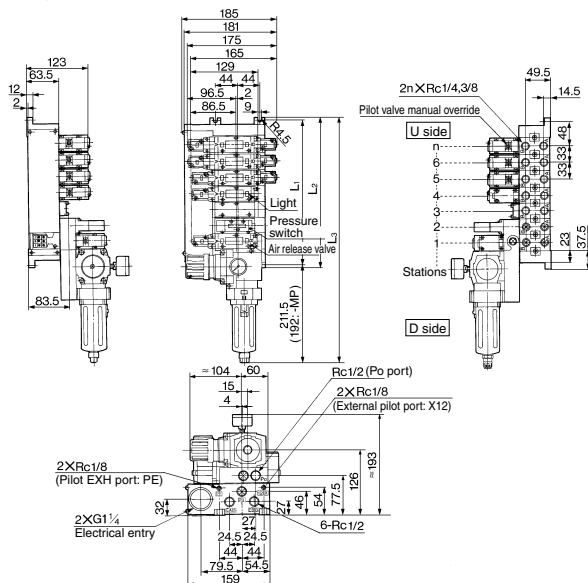 185
181
175
165
129
44 44
96.5 2
86.5 9
R4.5
123
63.5
12
2
83.5
Light
Pressure
switch
Air release valve
L1
L2
L3
211.5
(192: -MP)
49.5
14.5
2n×Rc1/4,3/8
Pilot valve manual override
U side
n
6
5
4
3
2
1
Stations
D side
48
33
33
23
37.5
≈104 60
15
4
Rc1/2 (Po port)
2×Rc1/8
(External pilot port: X12)
2×Rc1/8
(Pilot EXH port: PE)
32
2×G1¼
Electrical entry
27
46
54
77.5
126
≈193
6-Rc1/2
27
24.5 24.5
44 44
79.5 54.5
159